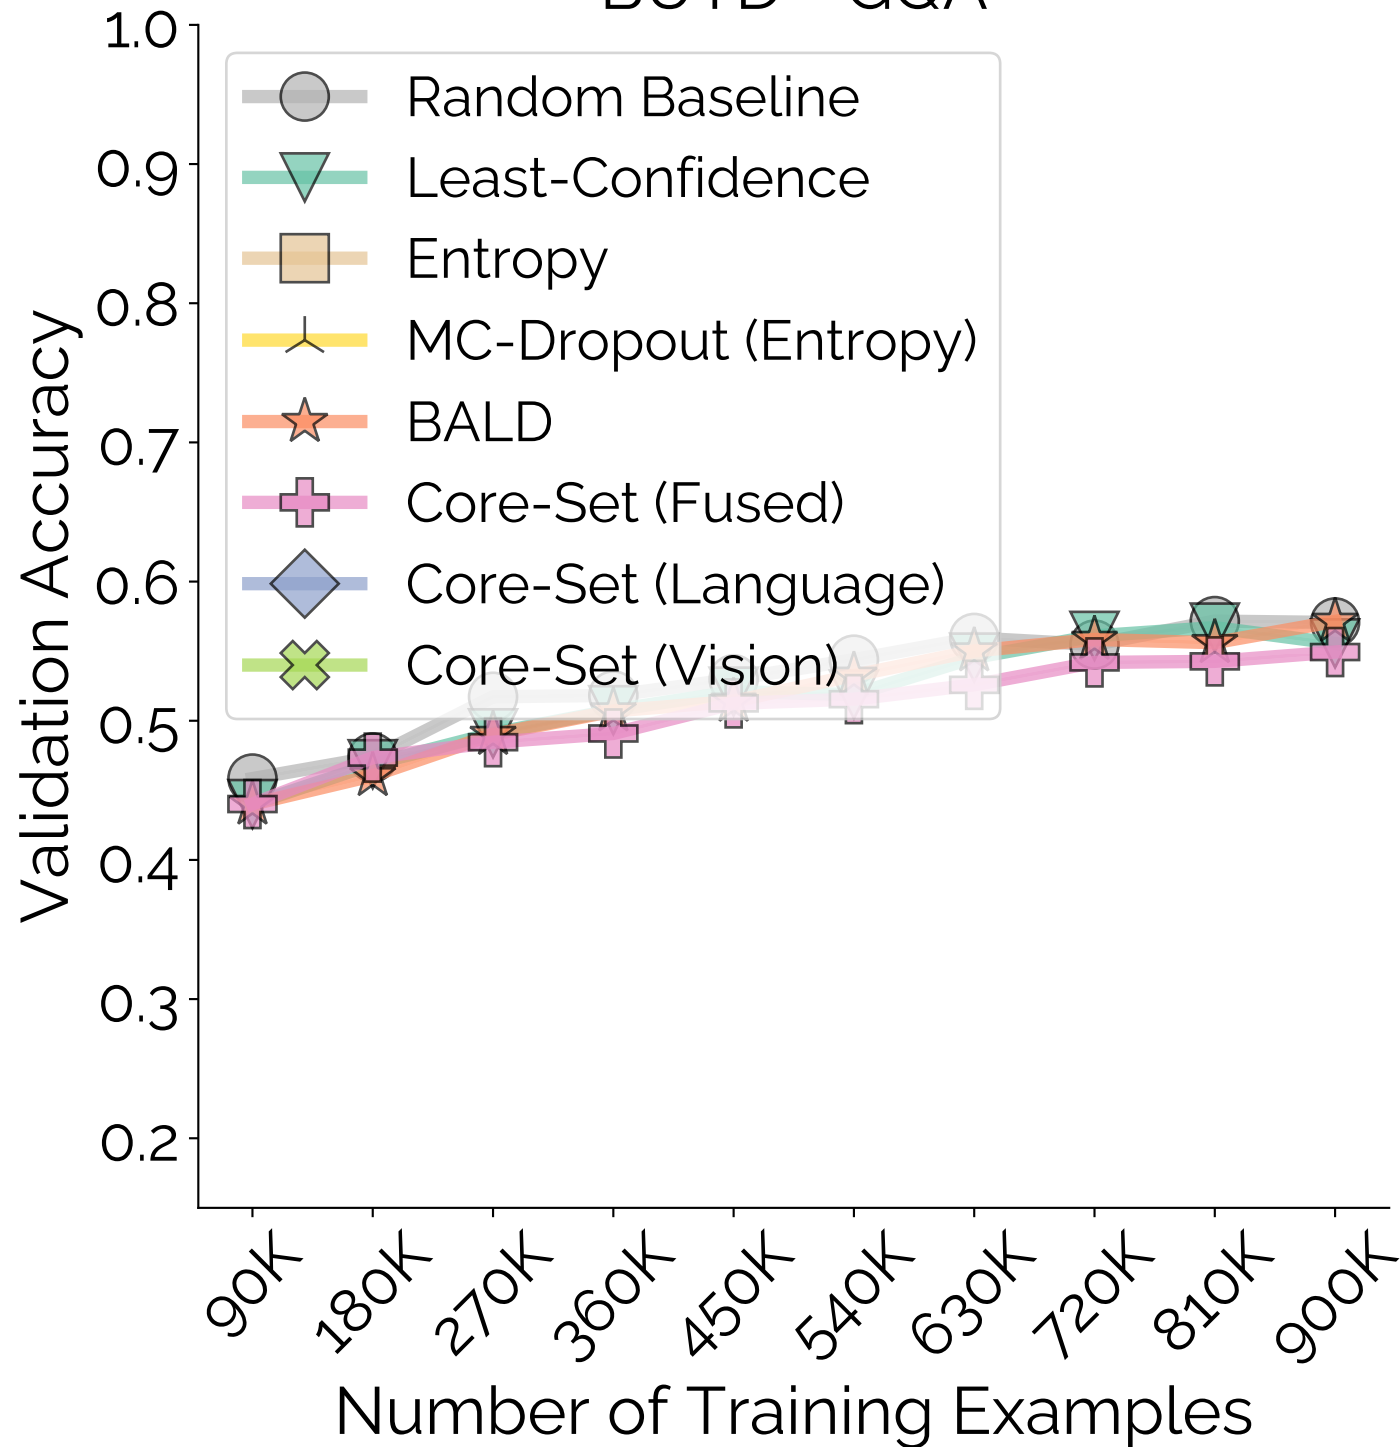 1.0
0.9
0.8
0.7
0.6
0.5
0.4
0.3
0.2
Validation Accuracy
Random Baseline
Least-Confidence
Entropy
MC-Dropout (Entropy)
BALD
Core-Set (Fused)
Core-Set (Language)
Core-Set (Vision)
90K
180K
270K
360K
450K
540K
630K
720K
810K
900K
Number of Training Examples